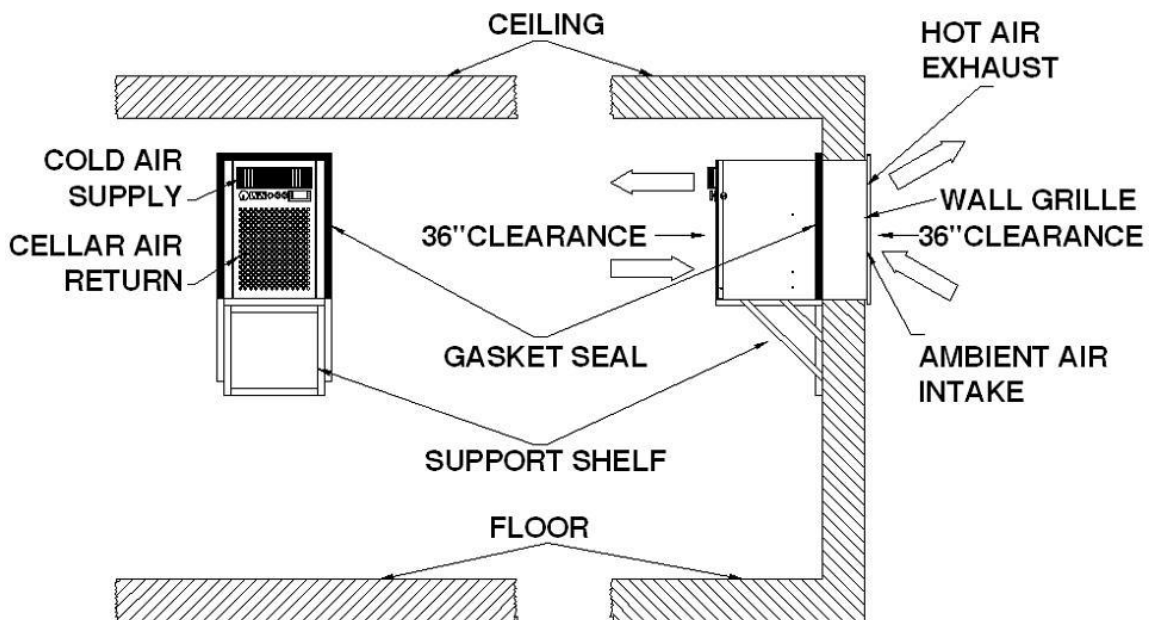 CEILING
HOT AIR
EXHAUST
COLD AIR
SUPPLY
WALL GRILLE
36"CLEARANCE
36"CLEARANCE
CELLAR AIR
RETURN
GASKET SEAL
AMBIENT AIR
INTAKE
SUPPORT SHELF
FLOOR